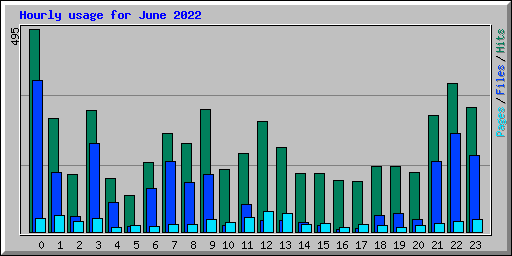 Hourly usage for June 2022
495
Pages/Files/Hits
0 1 2 3 4 5 6 7 8 9 10 11 12 13 14 15 16 17 18 19 20 21 22 23